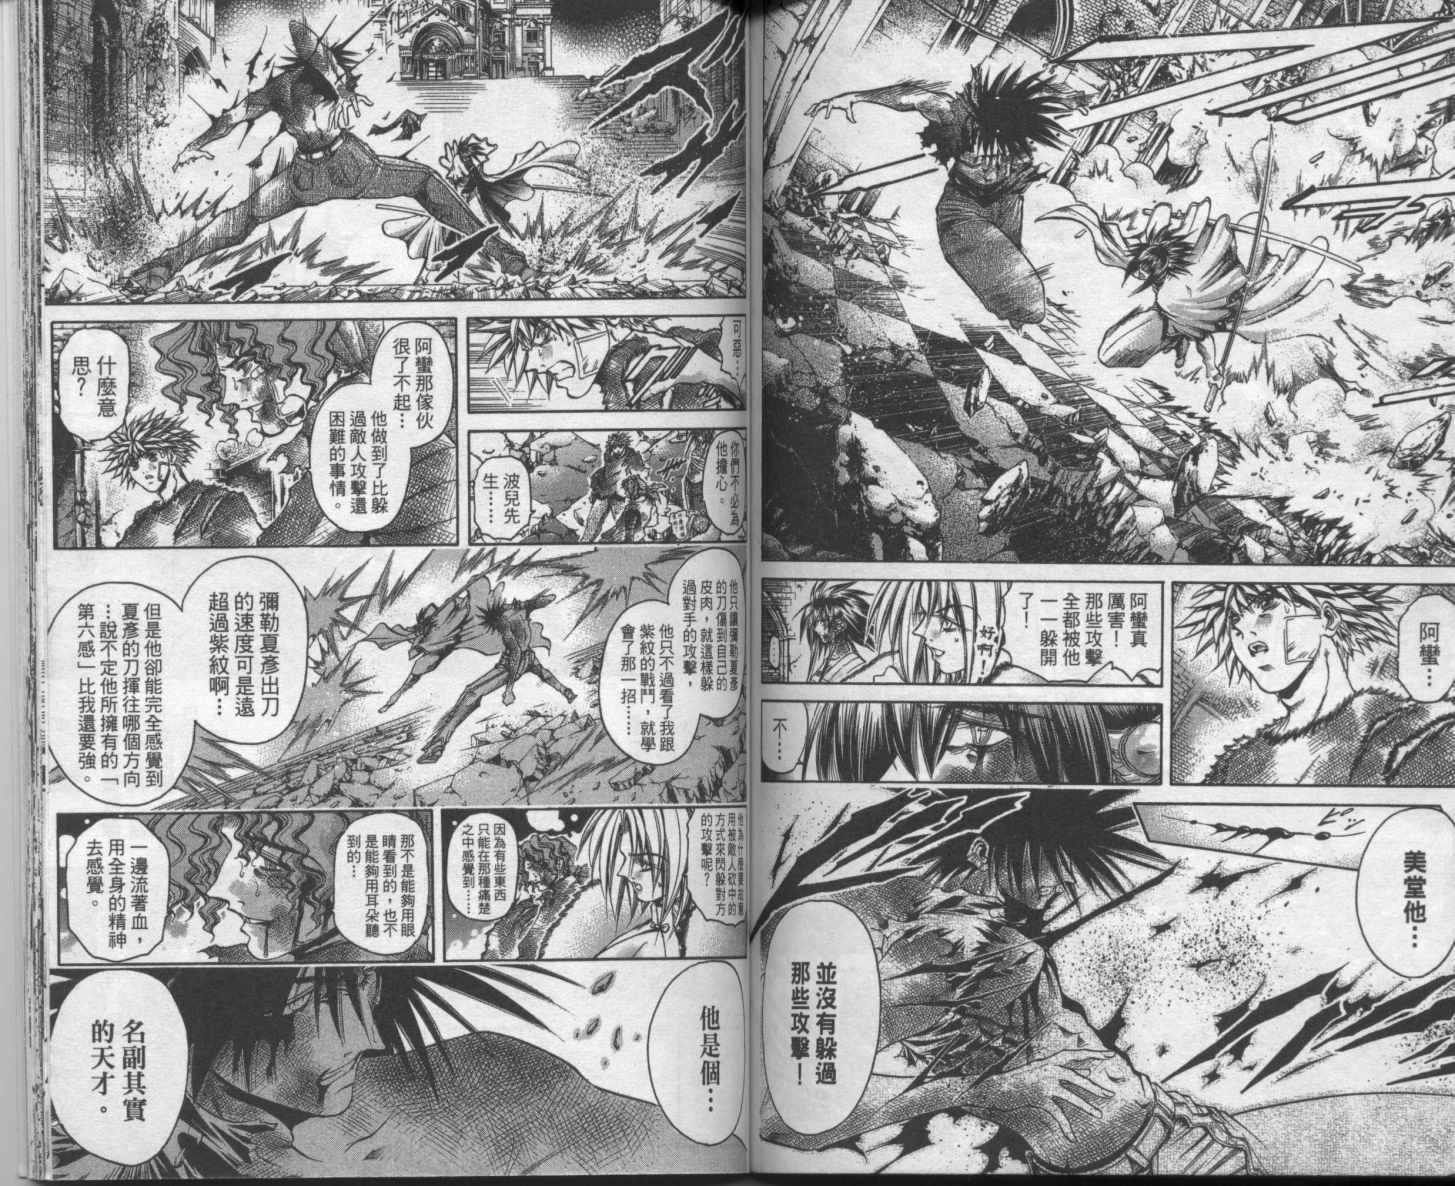 阿蠻…
阿蠻真
厲害！
那些攻擊
全都被他
一一躲開
了！
好啊！
不…
美堂他…
並沒有躲過
那些攻擊！
可惡…
你們不必為
他擔心。
波兒先
生……
阿蠻那傢伙
很了不起…
他做到了比躲
過敵人攻擊還
困難的事情。
什麼意
思？
他只讓彌勒夏彥
的刀傷到自己的
皮肉，就這樣躲
過對手的攻擊，
他只不過看了我跟
紫紋的戰鬥，就學
會了那一招……
彌勒夏彥出刀
的速度可是遠
超過紫紋啊…
但是他卻能完全感覺到
夏彥的刀揮往哪個方向
…說不定他所擁有的「
第六感」比我還要強。
用被敵人砍中的
方式來閃躲對方
的攻擊呢？
因為有些東西
只能在那種痛楚
之中感覺到……
那不是能夠用眼
睛看到的，也不
是能夠用耳朵聽
到的…
一邊流著血，
用全身的精神
去感覺。
他是個…
名副其實
的天才。